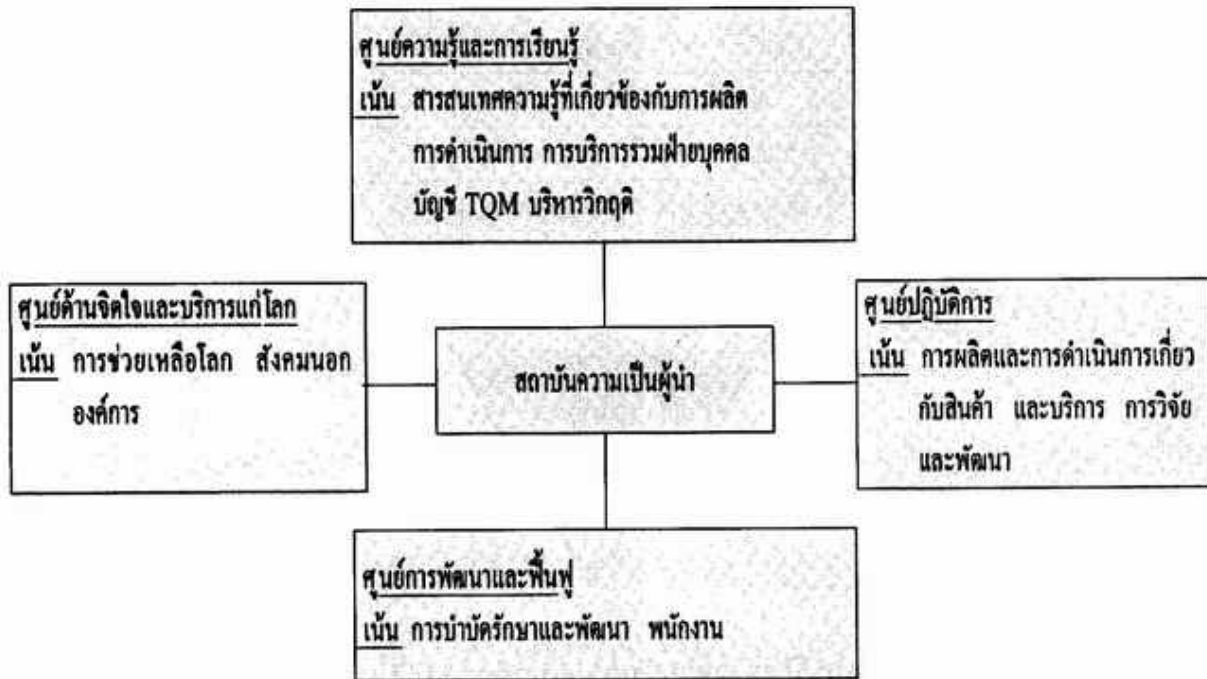 ศูนย์ความรู้และการเรียนรู้
เน้น สารสนเทศความรู้ที่เกี่ยวข้องกับการผลิต
การดำเนินการ การบริการรวมฝ่ายบุคคล
บัญชี TQM บริหารวิกฤติ
ศูนย์ด้านจิตใจและบริการแก่โลก
เน้น การช่วยเหลือโลก สังคมนอก
องค์การ
สถาบันความเป็นผู้นำ
ศูนย์ปฏิบัติการ
เน้น การผลิตและการดำเนินการเกี่ยว
กับสินค้า และบริการ การวิจัย
และพัฒนา
ศูนย์การพัฒนาและฟื้นฟู
เน้น การบำบัดรักษาและพัฒนา พนักงาน